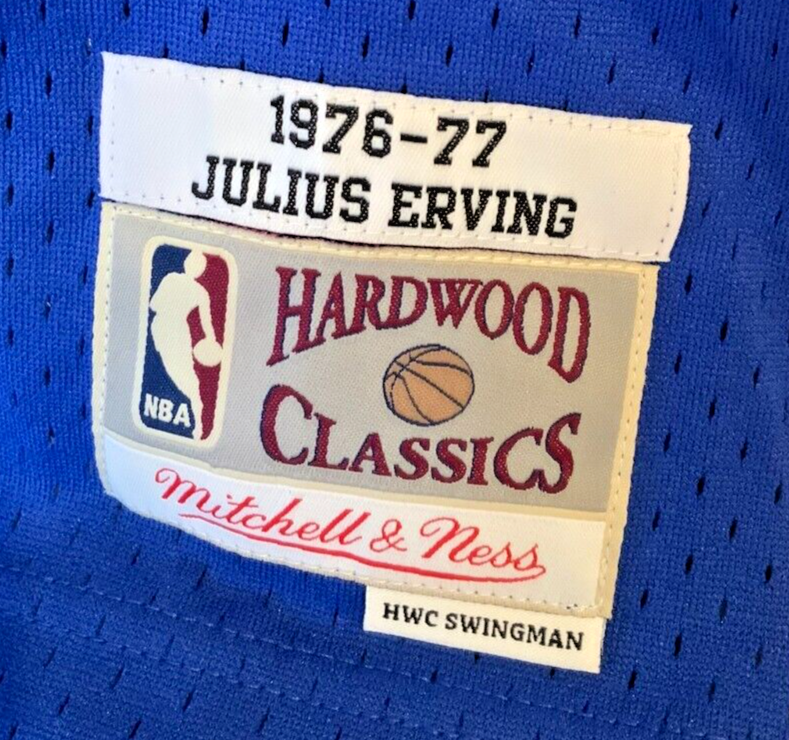 1976-77
JULIUS ERVING
HARDWOOD
CLASSICS
NBA
Mitchell & Ness
HWC SWINGMAN